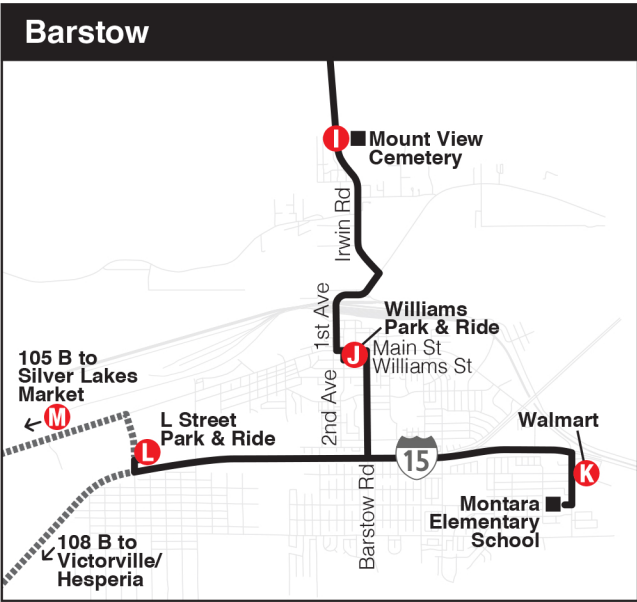 Barstow
I
Mount View
Cemetery
Irwin Rd
1st Ave
Williams
Park & Ride
J
Main St
Williams St
2nd Ave
105 B to
Silver Lakes
Market
M
L Street
Park & Ride
L
Walmart
15
K
Barstow Rd
Montara
Elementary
School
108 B to
Victorville/
Hesperia